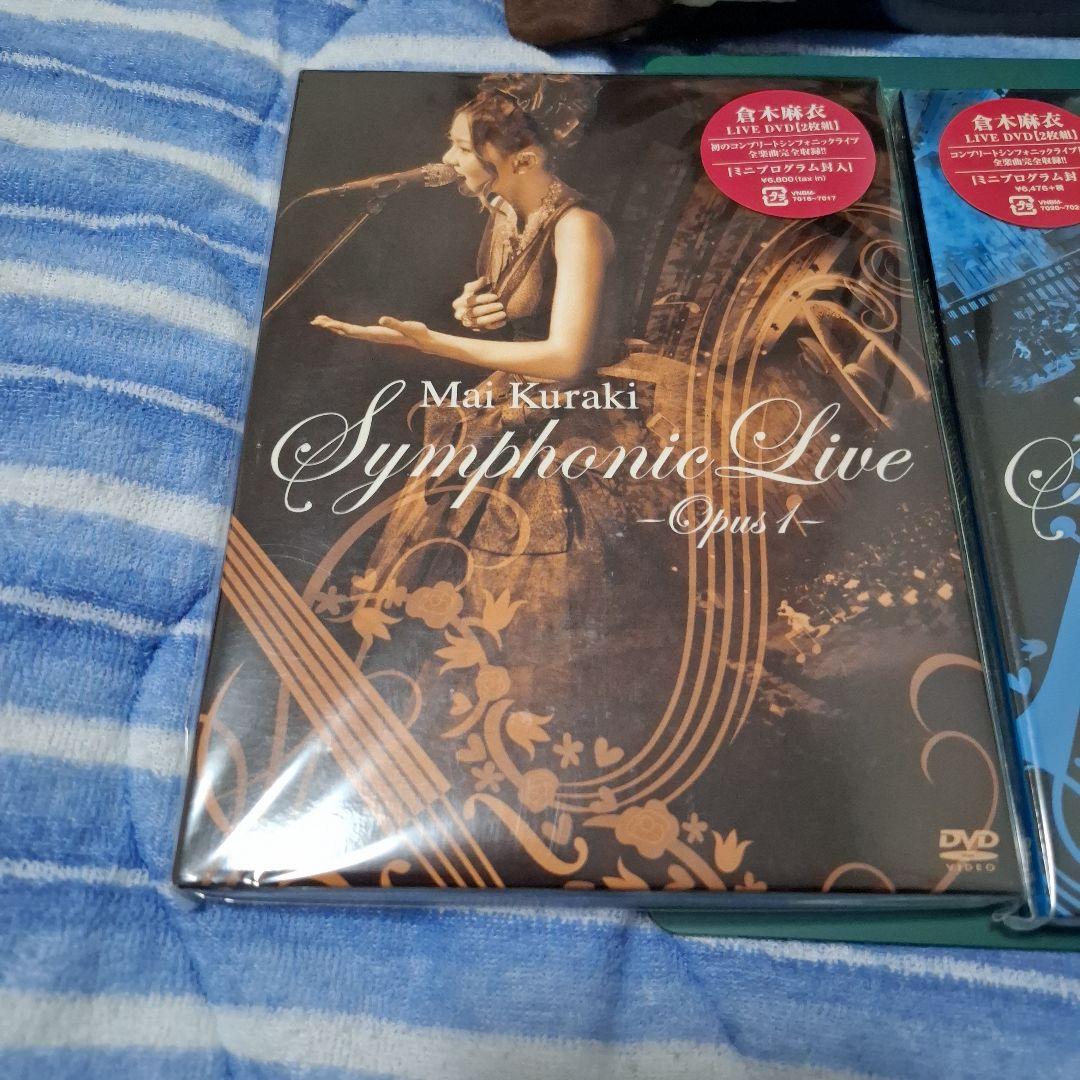 倉木麻衣
LIVE DVD【2枚組】
初のコンプリートシンフォニックライブ
全楽曲完全収録!!
[ミニプログラム封入]
¥6,800(tax in)
VNBM-
7016~7017
Mai Kuraki
Symphonic Live
-Opus 1-
DVD
VIDEO
倉木麻衣
LIVE DVD【2枚組】
コンプリートシンフォニックライブ
全楽曲完全収録!!
[ミニプログラム封
¥6,476+税
VNBM-
7020~702
S